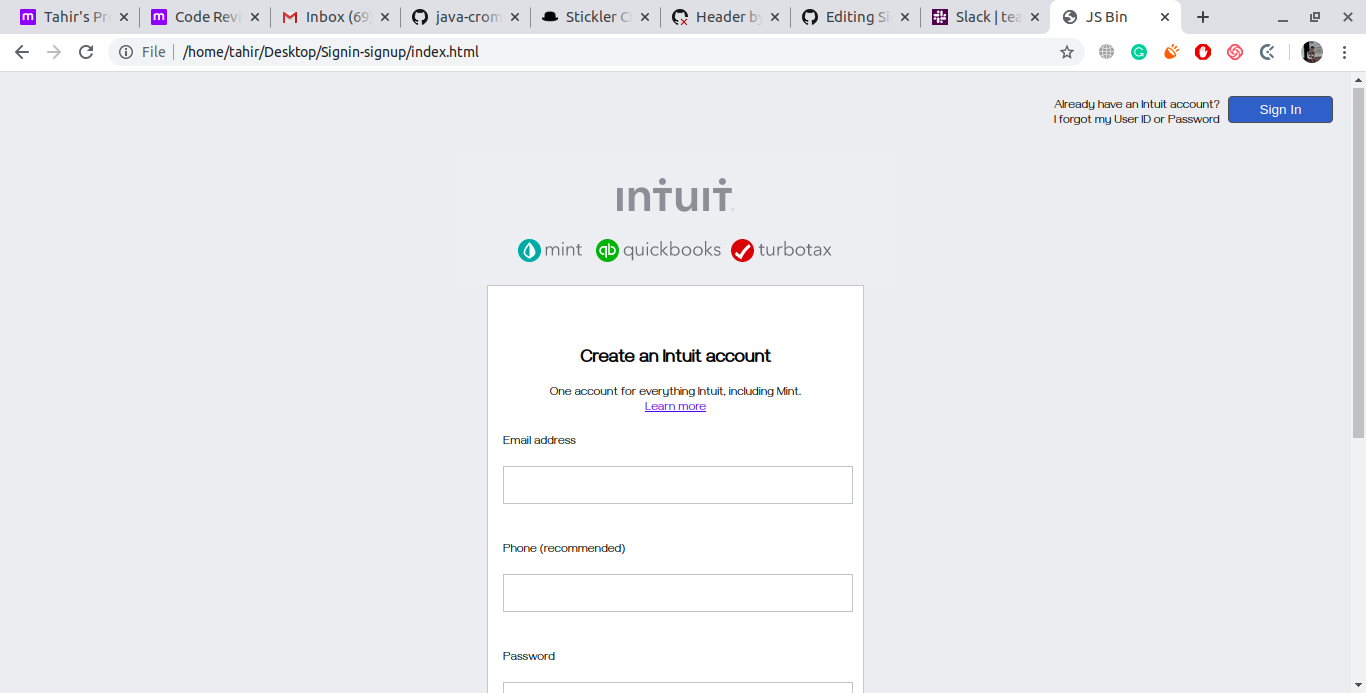 Tahir's Pr
Code Revi
Inbox (69)
java-crom
Stickler C
Header by
Editing Si
Slack | tea
JS Bin
File
/home/tahir/Desktop/Signin-signup/index.html
Already have an Intuit account?
I forgot my User ID or Password
Sign In
intuit
mint qb quickbooks turbotax
Create an Intuit account
One account for everything Intuit, including Mint.
Learn more
Email address
Phone (recommended)
Password